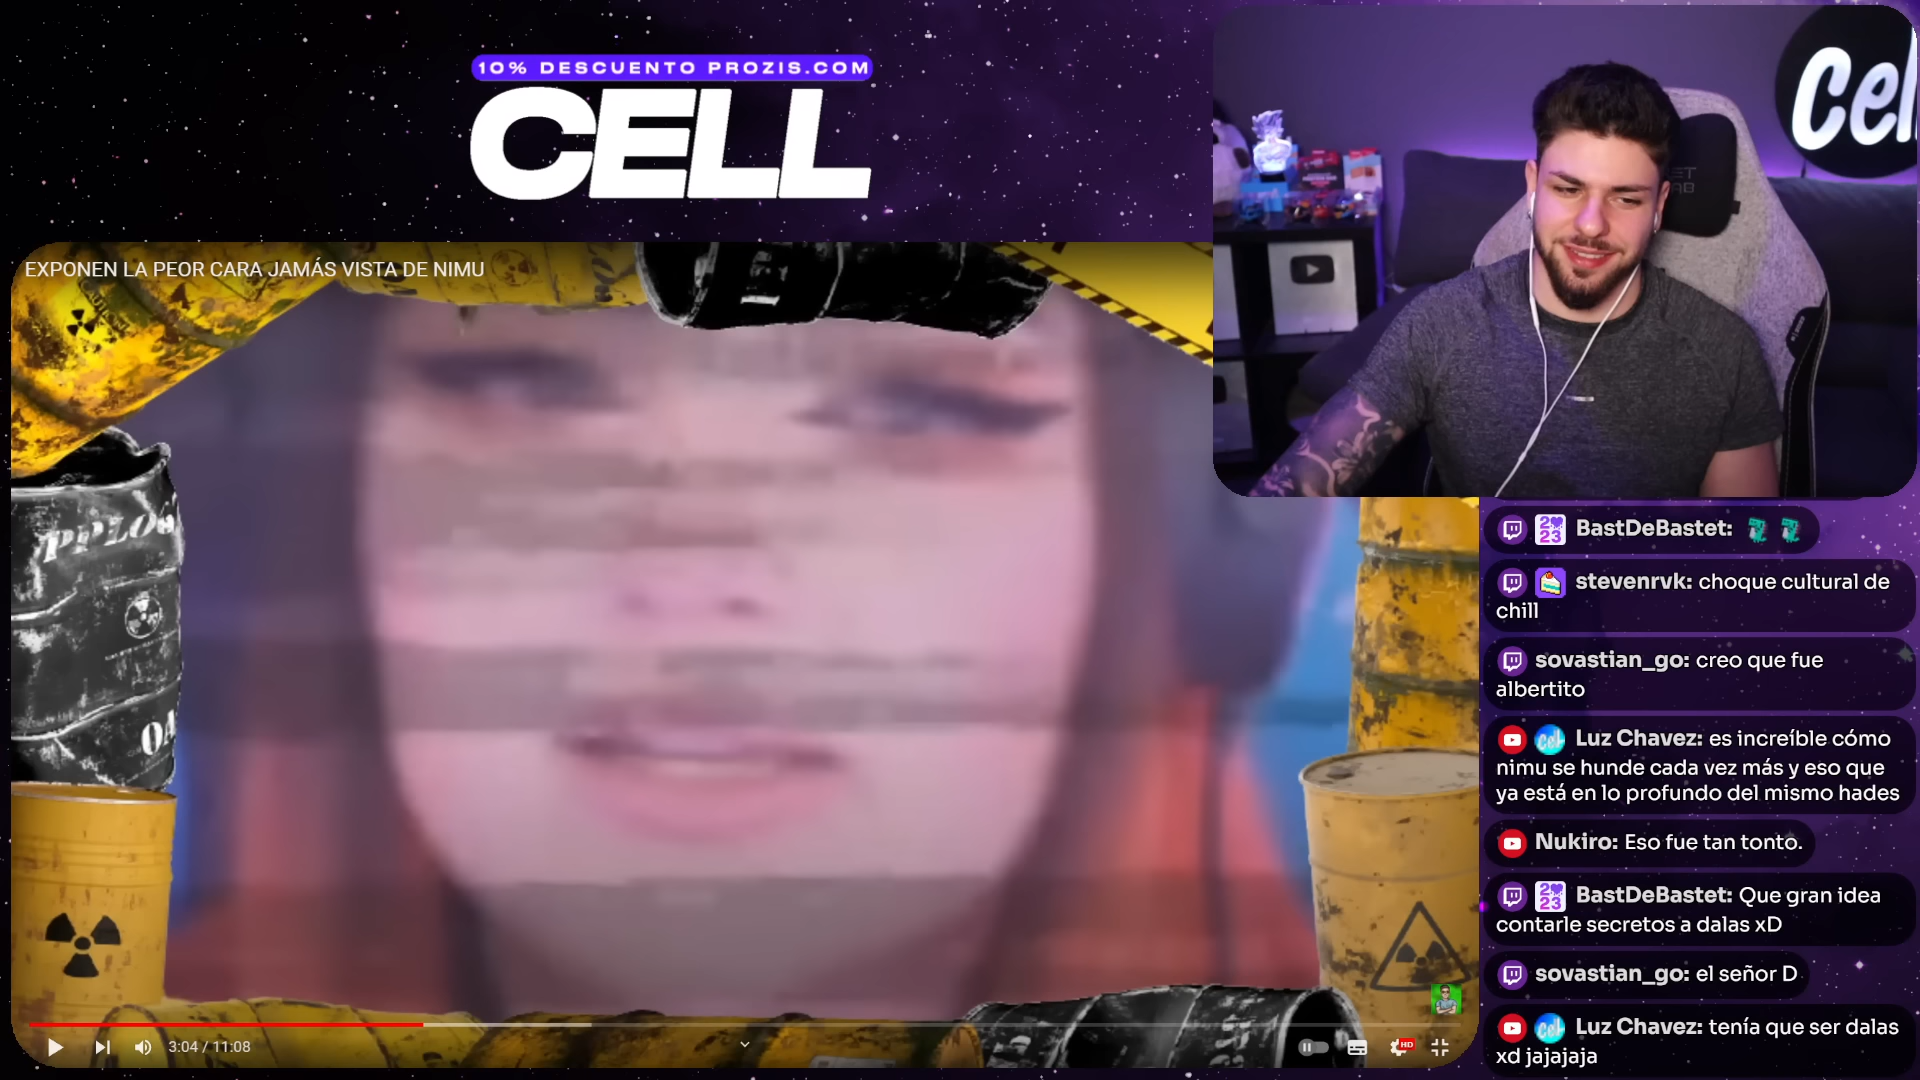 10% DESCUENTO PROZIS.COM
CELL
cell
EXPONEN LA PEOR CARA JAMÁS VISTA DE NIMU
BastDeBastet:
stevenrvk: choque cultural de
chill
sovastian_go: creo que fue
albertito
Luz Chavez: es increíble cómo
nimu se hunde cada vez más y eso que
ya está en lo profundo del mismo hades
Nukiro: Eso fue tan tonto.
BastDeBastet: Que gran idea
contarle secretos a dalas xD
sovastian_go: el señor D
Luz Chavez: tenía que ser dalas
xd jajajaja
3:04 / 11:08
HD